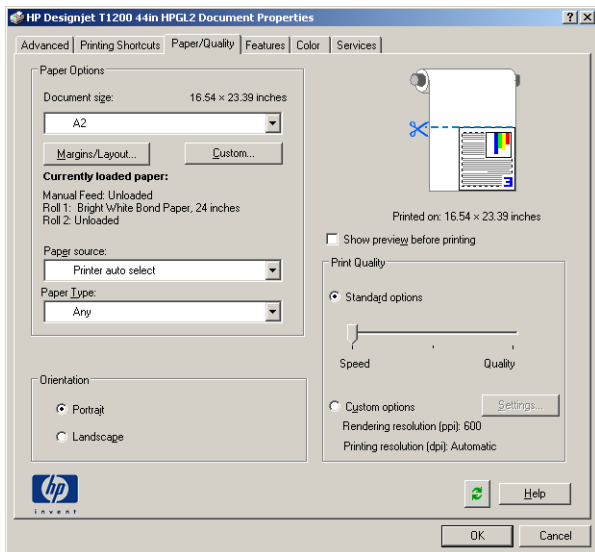 HP Designjet T1200 44in HPGL2 Document Properties
Advanced Printing Shortcuts Paper/Quality Features Color Services
Paper Options
Document size: 16.54 × 23.39 inches
A2
Margins/Layout... Custom...
Currently loaded paper:
Manual Feed: Unloaded
Roll 1: Bright White Bond Paper, 24 inches
Roll 2: Unloaded
Paper source:
Printer auto select
Paper Type:
Any
Orientation
Portrait
Landscape
3
Printed on: 16.54 × 23.39 inches
Show preview before printing
Print Quality
Standard options
Speed Quality
Custom options Settings...
Rendering resolution (ppi): 600
Printing resolution (dpi): Automatic
hp
invent
Help
OK Cancel